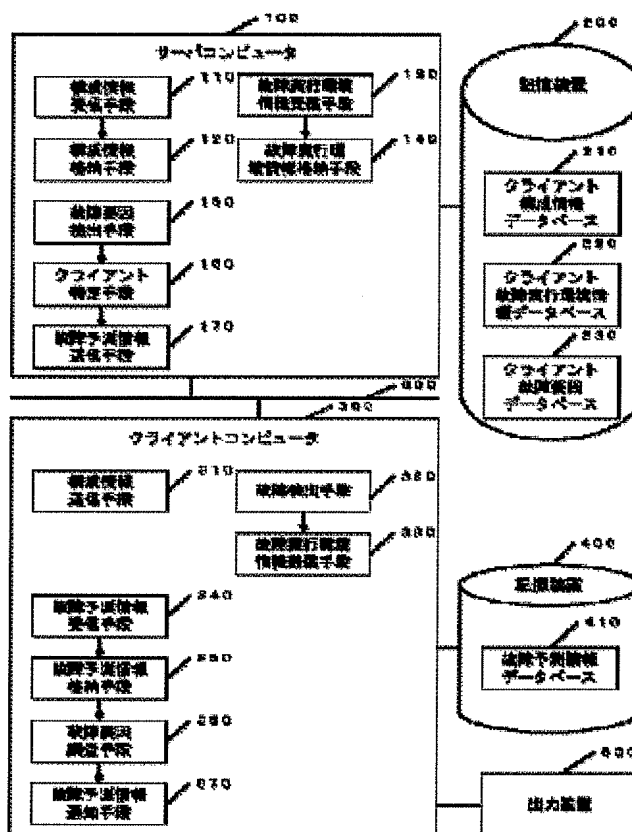 100
サーバコンピュータ
110
構成情報
受信手段
130
故障実行環境
情報受信手段
120
構成情報
格納手段
140
故障実行環
境情報格納手段
150
故障要因
検出手段
160
クライアント
特定手段
170
故障予測情報
送信手段
200
記憶装置
210
クライアント
構成情報
データベース
220
クライアント
故障実行環境情
報データベース
230
クライアント
故障要因
データベース
600
300
クライアントコンピュータ
310
構成情報
送信手段
320
故障検出手段
330
故障実行環境
情報送信手段
340
故障予測情報
受信手段
350
故障予測情報
格納手段
360
故障要因
調査手段
370
故障予測情報
通知手段
400
記憶装置
410
故障予測情報
データベース
500
出力装置